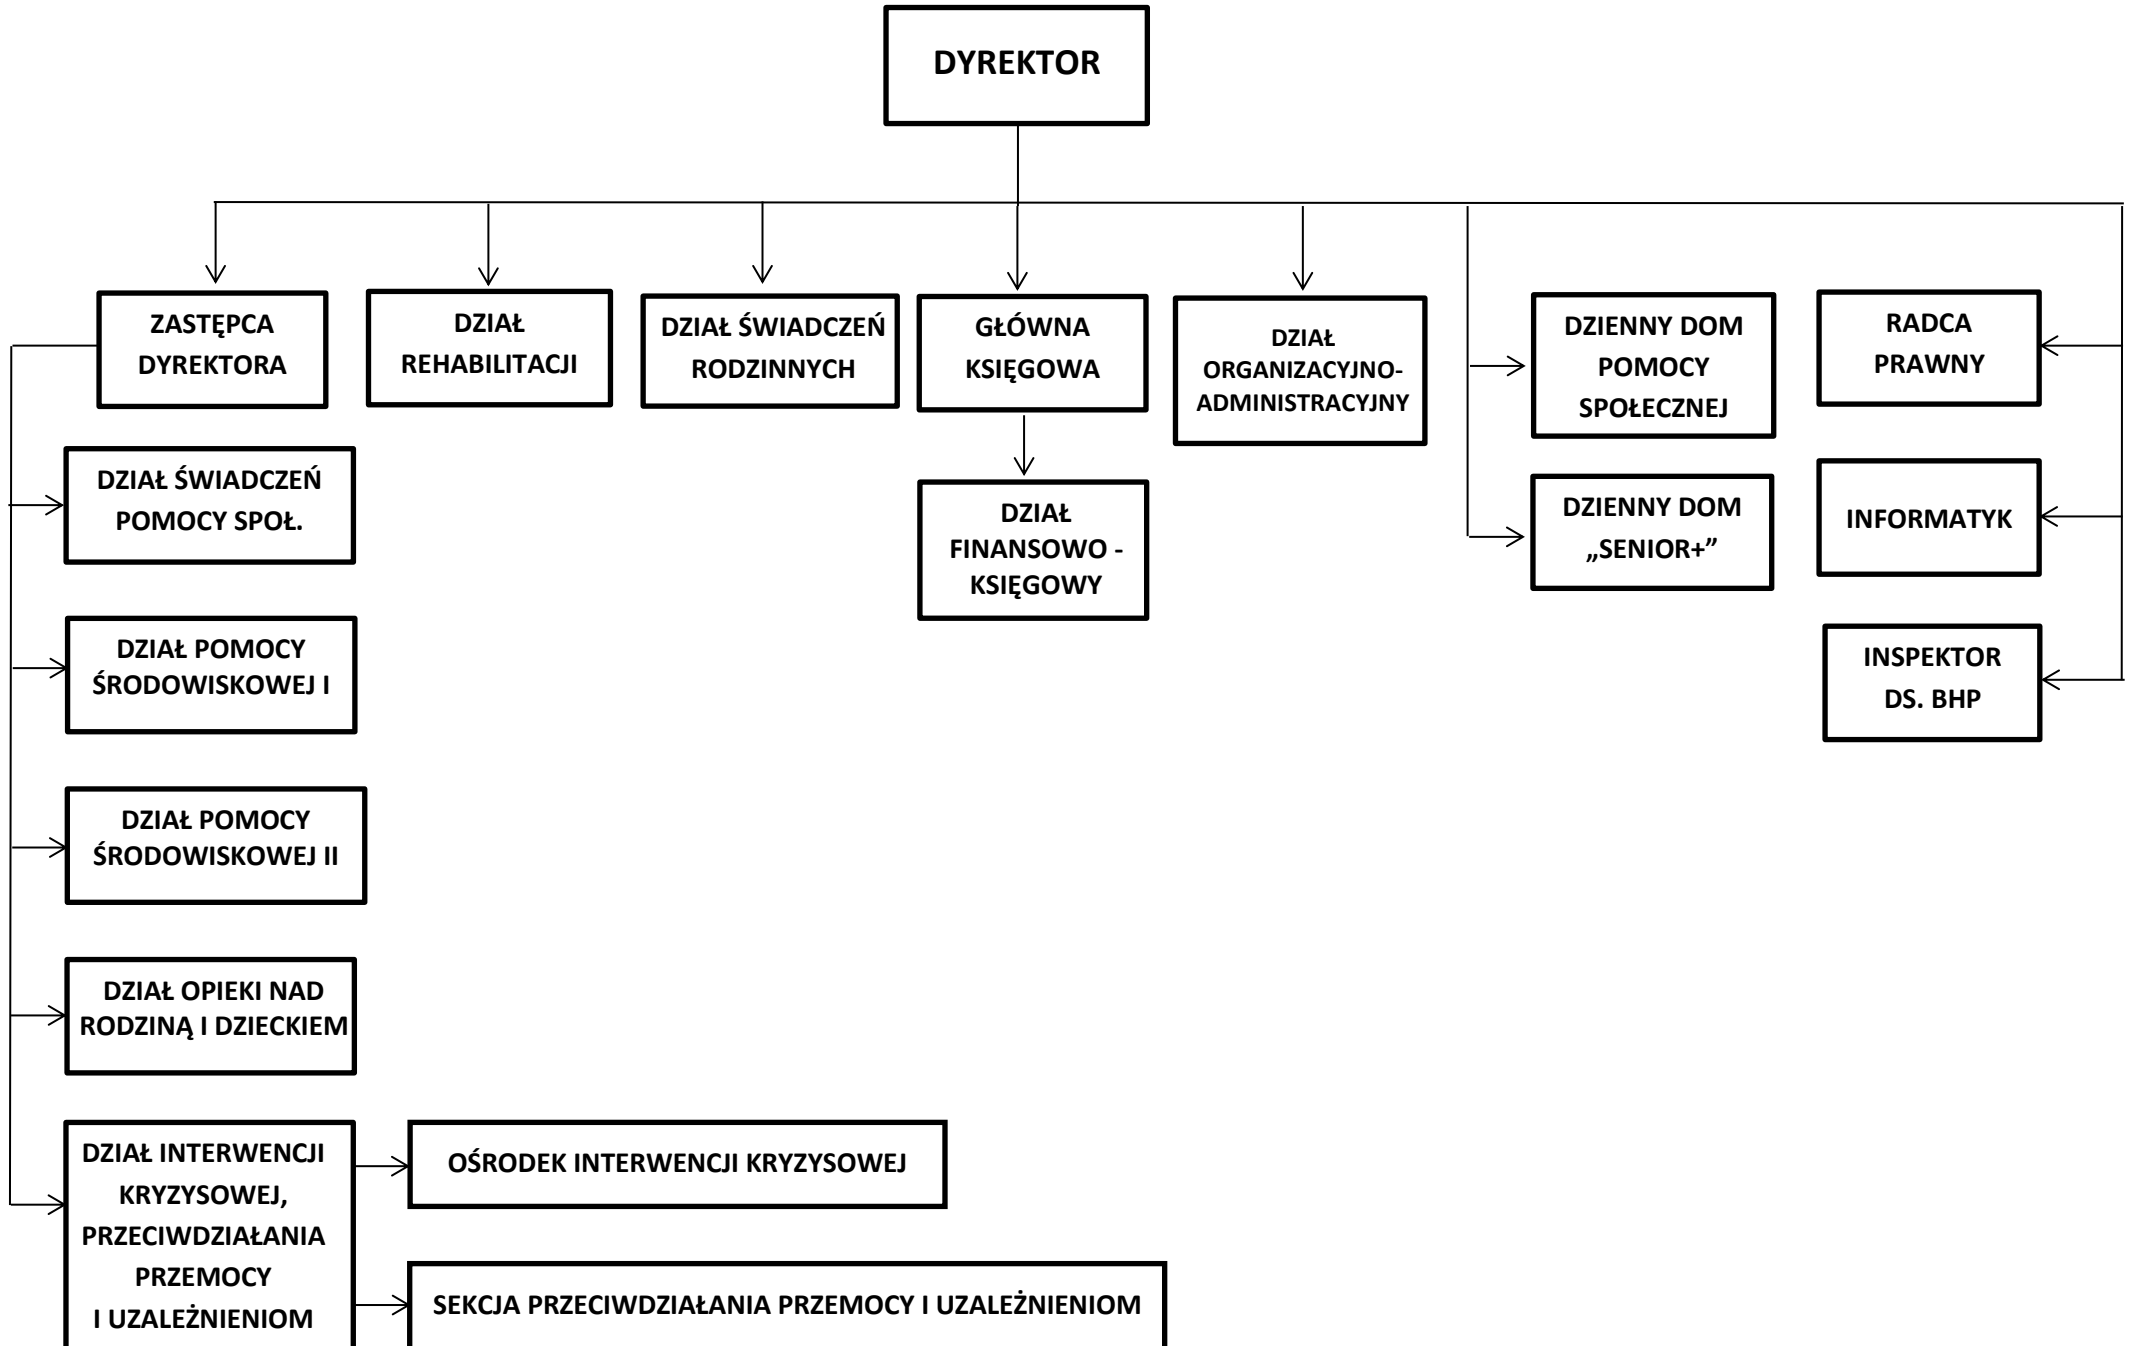 DYREKTOR
ZASTĘPCA
DYREKTORA
DZIAŁ
REHABILITACJI
DZIAŁ ŚWIADCZEŃ
RODZINNYCH
GŁÓWNA
KSIĘGOWA
DZIAŁ
ORGANIZACYJNO-
ADMINISTRACYJNY
DZIENNY DOM
POMOCY
SPOŁECZNEJ
RADCA
PRAWNY
DZIAŁ ŚWIADCZEŃ
POMOCY SPOŁ.
DZIAŁ
FINANSOWO -
KSIĘGOWY
DZIENNY DOM
„SENIOR+”
INFORMATYK
DZIAŁ POMOCY
ŚRODOWISKOWEJ I
INSPEKTOR
DS. BHP
DZIAŁ POMOCY
ŚRODOWISKOWEJ II
DZIAŁ OPIEKI NAD
RODZINĄ I DZIECKIEM
DZIAŁ INTERWENCJI
KRYZYSOWEJ,
PRZECIWDZIAŁANIA
PRZEMOCY
I UZALEŻNIENIOM
OŚRODEK INTERWENCJI KRYZYSOWEJ
SEKCJA PRZECIWDZIAŁANIA PRZEMOCY I UZALEŻNIENIOM